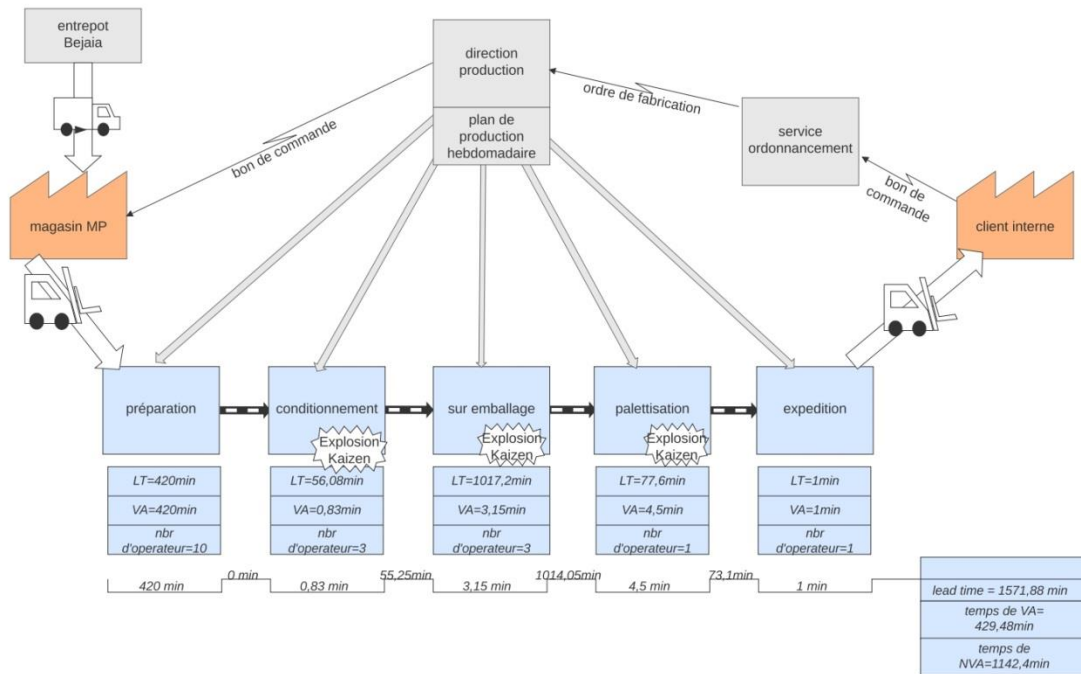 entrepot
Bejaia
direction
production
ordre de fabrication
bon de commande
plan de
production
hebdomadaire
service
ordonnancement
bon de
commande
magasin MP
client interne
préparation
conditionnement
sur emballage
palettisation
expedition
Explosion
Kaizen
Explosion
Kaizen
Explosion
Kaizen
LT=420min
LT=56,08min
LT=1017,2min
LT=77,6min
LT=1min
VA=420min
VA=0,83min
VA=3,15min
VA=4,5min
VA=1min
nbr
d'operateur=10
nbr
d'operateur=3
nbr
d'operateur=3
nbr
d'operateur=1
nbr
d'operateur=1
0 min
55,25min
1014,05min
73,1min
420 min
0,83 min
3,15 min
4,5 min
1 min
lead time = 1571,88 min
temps de VA=
429,48min
temps de
NVA=1142,4min